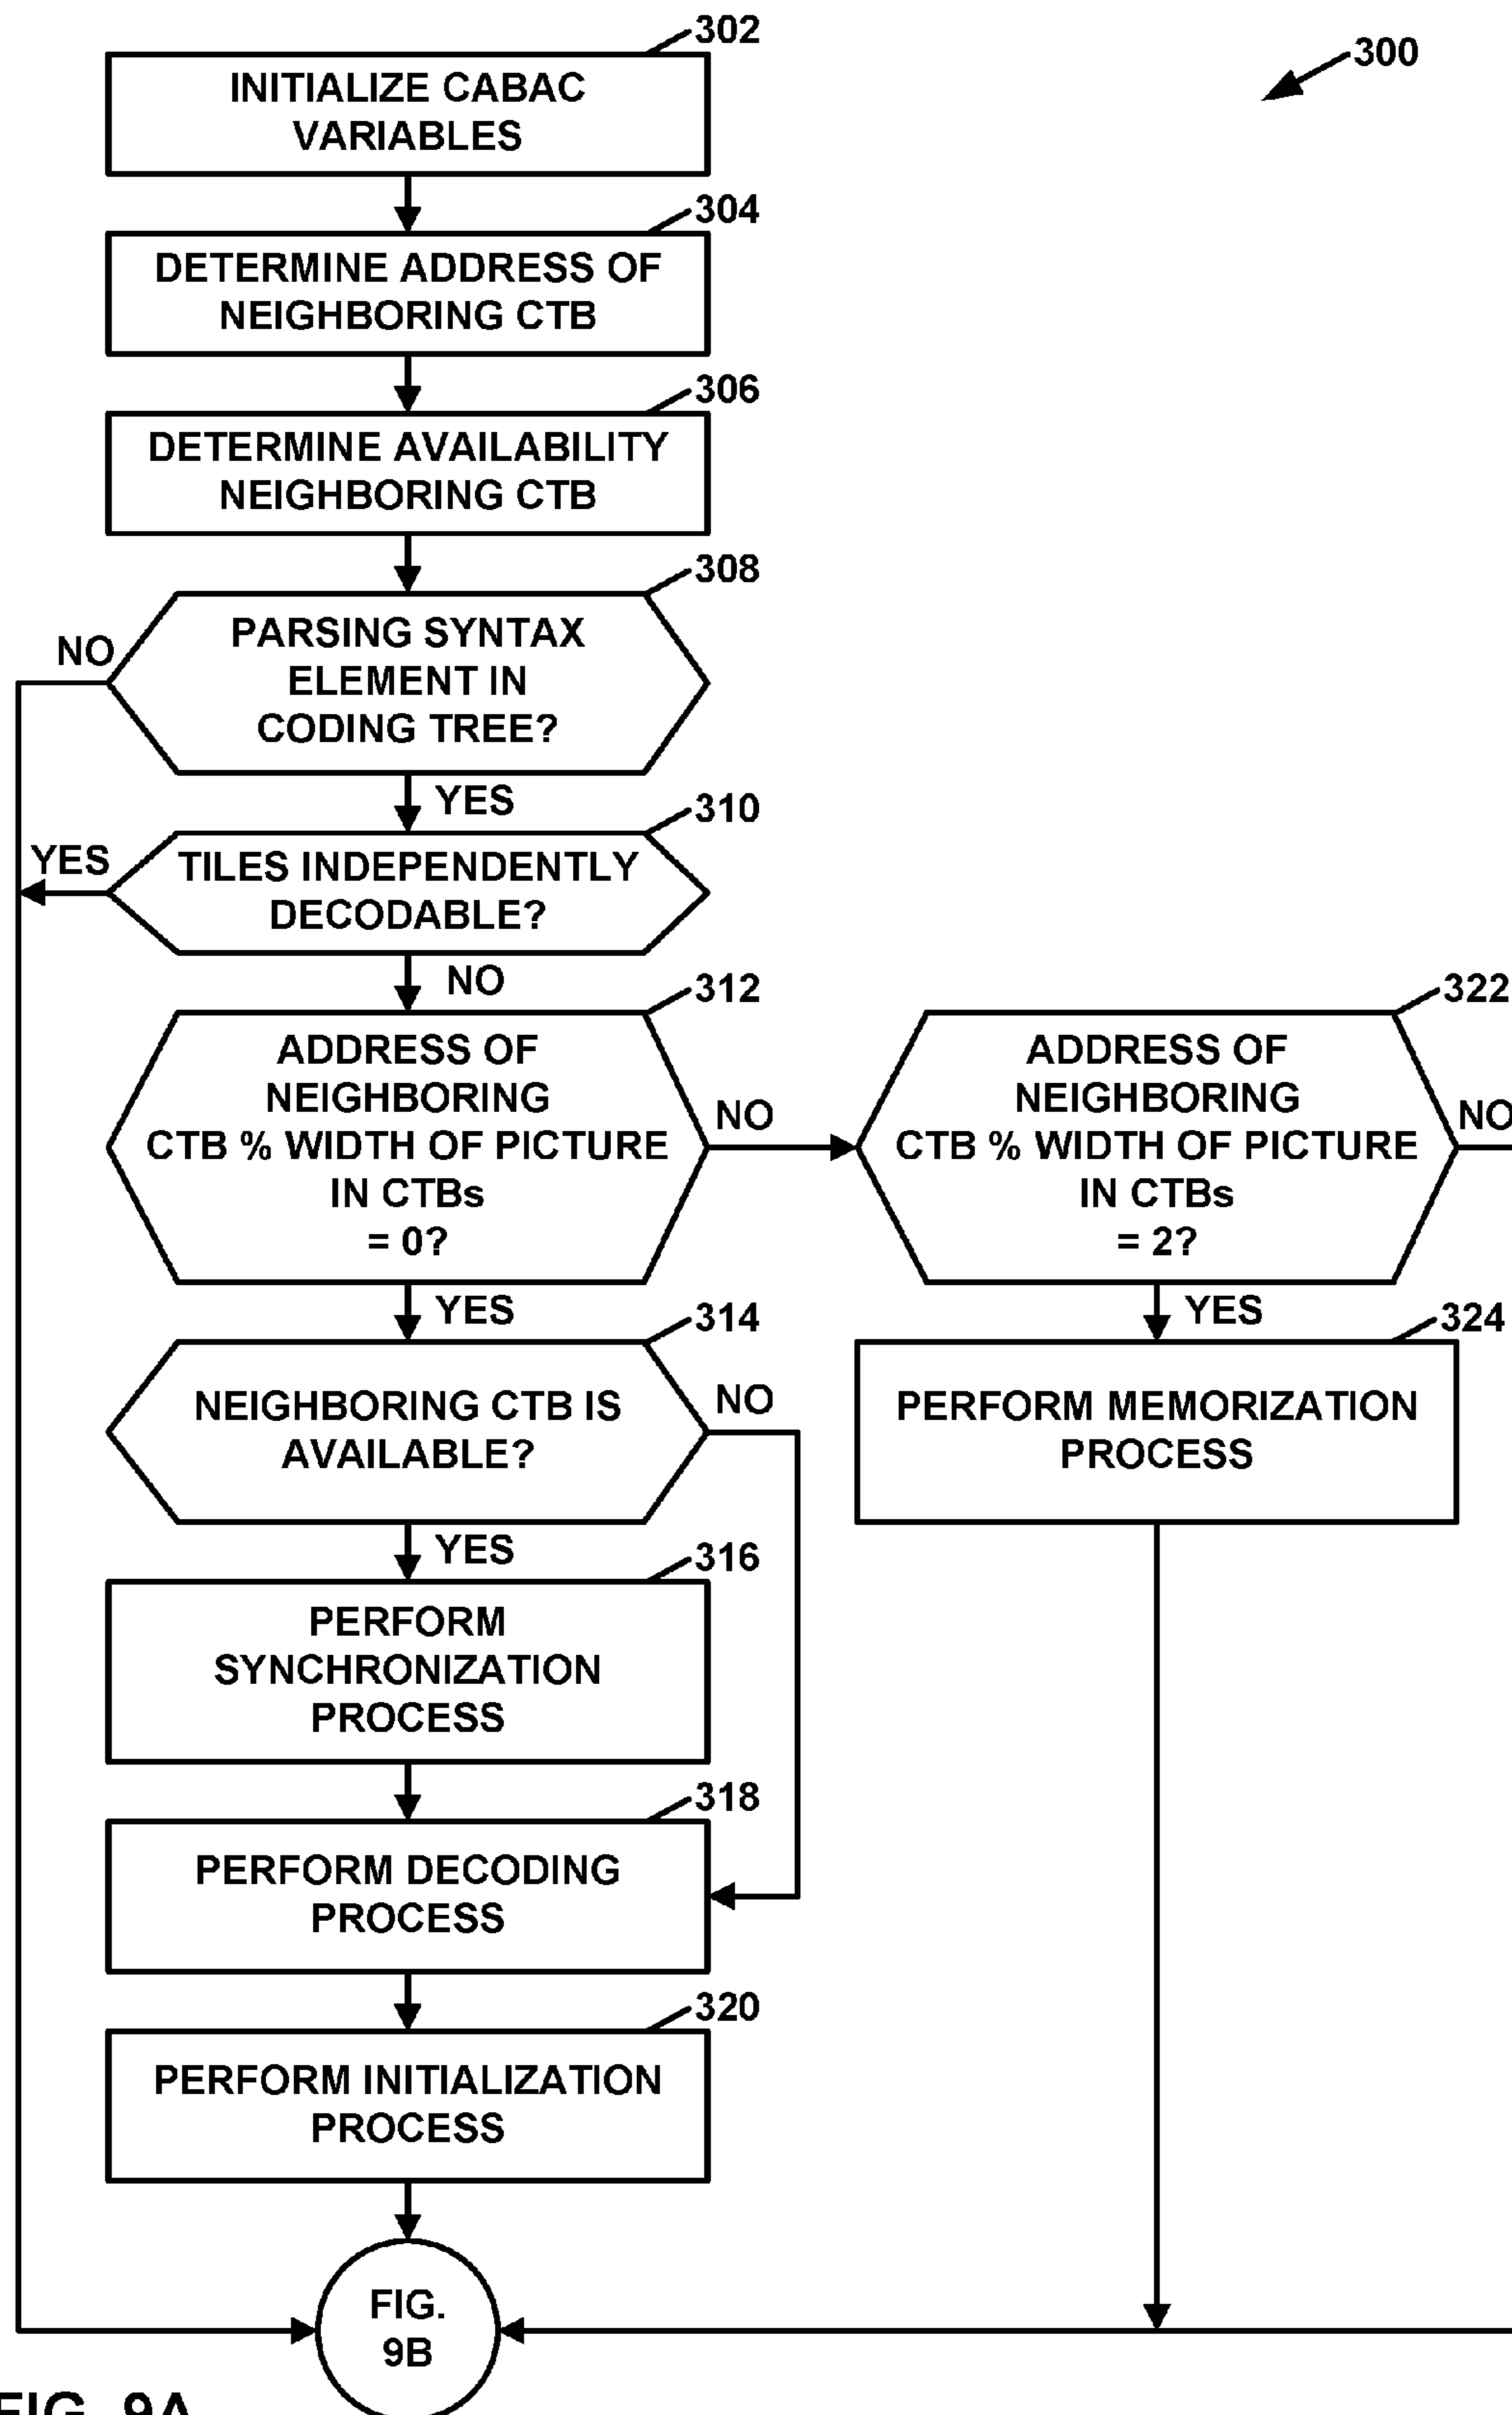 302
300
INITIALIZE CABAC
VARIABLES
304
DETERMINE ADDRESS OF
NEIGHBORING CTB
306
DETERMINE AVAILABILITY
NEIGHBORING CTB
308
NO
PARSING SYNTAX
ELEMENT IN
CODING TREE?
YES
310
YES
TILES INDEPENDENTLY
DECODABLE?
NO
312
ADDRESS OF
NEIGHBORING
CTB % WIDTH OF PICTURE
IN CTBs
= 0?
NO
322
ADDRESS OF
NEIGHBORING
CTB % WIDTH OF PICTURE
IN CTBs
= 2?
NO
YES
314
NEIGHBORING CTB IS
AVAILABLE?
NO
YES
324
PERFORM MEMORIZATION
PROCESS
YES
316
PERFORM
SYNCHRONIZATION
PROCESS
318
PERFORM DECODING
PROCESS
320
PERFORM INITIALIZATION
PROCESS
FIG.
9B
FIG. 9A